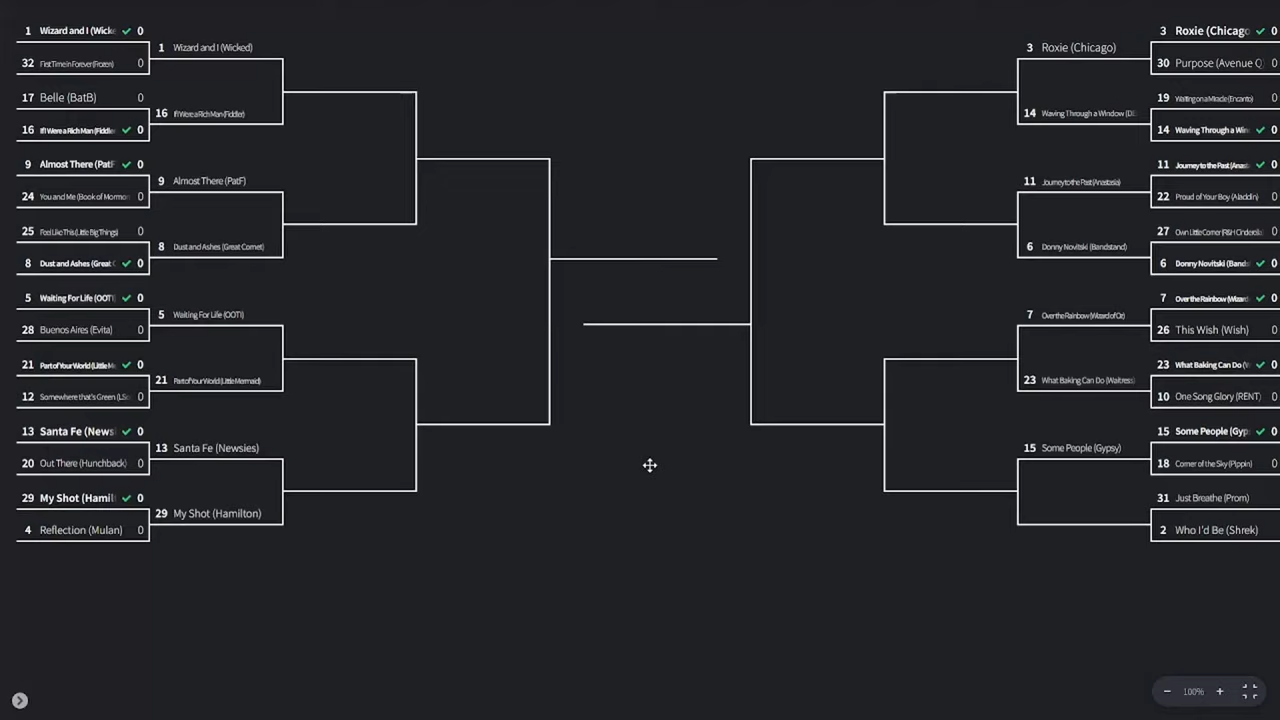 1 Wizard and I (Wicke 0
32 First Time in Forever (Frozen) 0
17 Belle (BatB) 0
16 If I Were a Rich Man (Fiddle 0
9 Almost There (PatF 0
24 You and Me (Book of Mormo 0
25 Feel Like This (Little Big Things) 0
8 Dust and Ashes (Great C 0
5 Waiting For Life (OOTI 0
28 Buenos Aires (Evita) 0
21 Part of Your World (Little Me 0
12 Somewhere that's Green (LSo 0
13 Santa Fe (News 0
20 Out There (Hunchback) 0
29 My Shot (Hamil 0
4 Reflection (Mulan) 0
1 Wizard and I (Wicked)
16 If I Were a Rich Man (Fiddler)
9 Almost There (PatF)
8 Dust and Ashes (Great Comet)
5 Waiting For Life (OOTI)
21 Part of Your World (Little Mermaid)
13 Santa Fe (Newsies)
29 My Shot (Hamilton)
3 Roxie (Chicago)
14 Waving Through a Window (DE
11 Journey to the Past (Anastasia)
6 Donny Novitski (Bandstand)
7 Over the Rainbow (Wizard of Oz)
23 What Baking Can Do (Waitress)
15 Some People (Gypsy)
3 Roxie (Chicago 0
30 Purpose (Avenue Q) 0
19 Waiting on a Miracle (Encanto) 0
14 Waving Through a Win 0
11 Journey to the Past (Anast 0
22 Proud of Your Boy (Aladdin) 0
27 Own Little Corner (R&H Cinderella 0
6 Donny Novitski (Bands 0
7 Over the Rainbow (Wizard 0
26 This Wish (Wish) 0
23 What Baking Can Do (W 0
10 One Song Glory (RENT) 0
15 Some People (Gyp 0
18 Corner of the Sky (Pippin) 0
31 Just Breathe (Prom) 0
2 Who I'd Be (Shrek) 0
100%